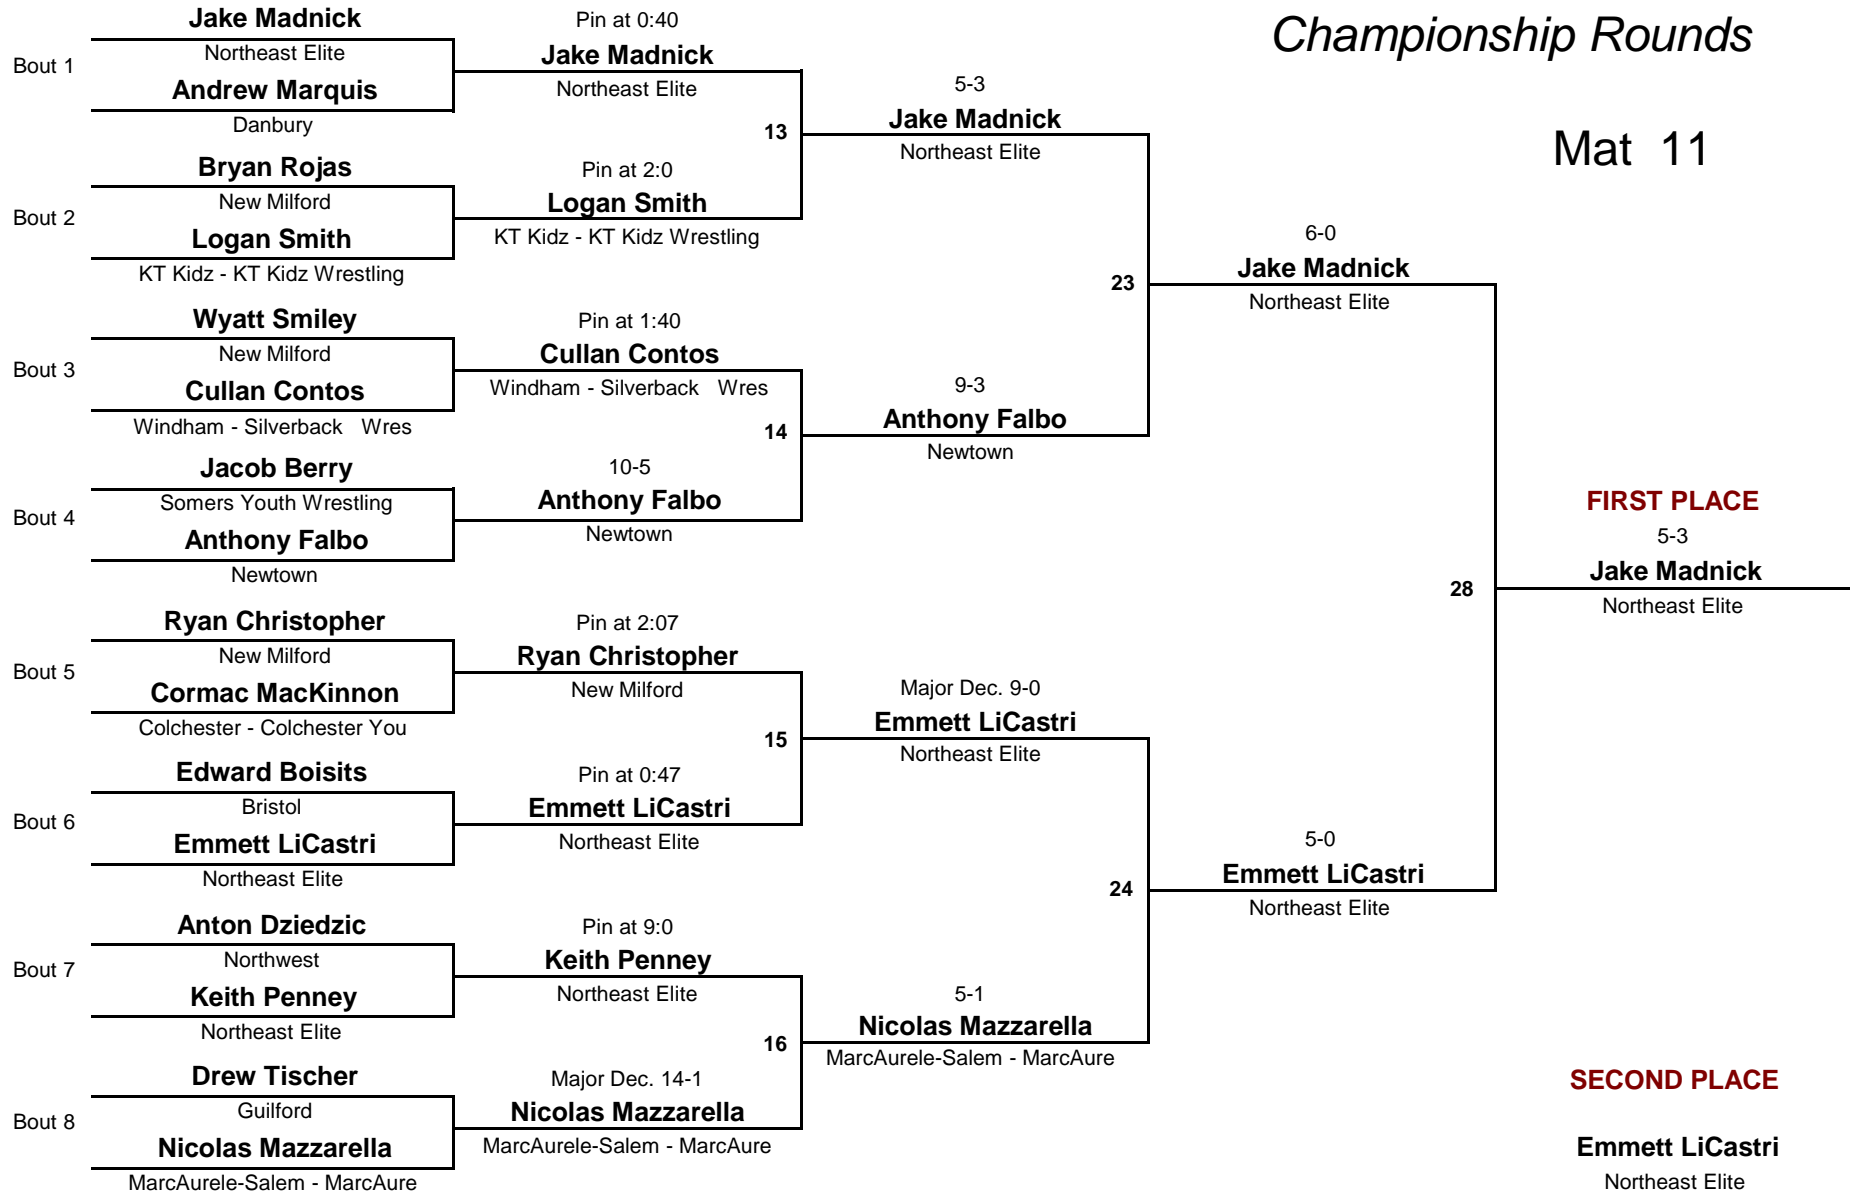 Championship Rounds
Mat 11
Bout 1
Jake Madnick
Northeast Elite
Andrew Marquis
Danbury
Bout 2
Bryan Rojas
New Milford
Logan Smith
KT Kidz - KT Kidz Wrestling
Bout 3
Wyatt Smiley
New Milford
Cullan Contos
Windham - Silverback Wres
Bout 4
Jacob Berry
Somers Youth Wrestling
Anthony Falbo
Newtown
Bout 5
Ryan Christopher
New Milford
Cormac MacKinnon
Colchester - Colchester You
Bout 6
Edward Boisits
Bristol
Emmett LiCastri
Northeast Elite
Bout 7
Anton Dziedzic
Northwest
Keith Penney
Northeast Elite
Bout 8
Drew Tischer
Guilford
Nicolas Mazzarella
MarcAurele-Salem - MarcAure
Pin at 0:40
Jake Madnick
Northeast Elite
13
Pin at 2:0
Logan Smith
KT Kidz - KT Kidz Wrestling
Pin at 1:40
Cullan Contos
Windham - Silverback Wres
14
10-5
Anthony Falbo
Newtown
Pin at 2:07
Ryan Christopher
New Milford
15
Pin at 0:47
Emmett LiCastri
Northeast Elite
Pin at 9:0
Keith Penney
Northeast Elite
16
Major Dec. 14-1
Nicolas Mazzarella
MarcAurele-Salem - MarcAure
5-3
Jake Madnick
Northeast Elite
23
9-3
Anthony Falbo
Newtown
Major Dec. 9-0
Emmett LiCastri
Northeast Elite
24
5-1
Nicolas Mazzarella
MarcAurele-Salem - MarcAure
6-0
Jake Madnick
Northeast Elite
28
5-0
Emmett LiCastri
Northeast Elite
FIRST PLACE
5-3
Jake Madnick
Northeast Elite
SECOND PLACE
Emmett LiCastri
Northeast Elite